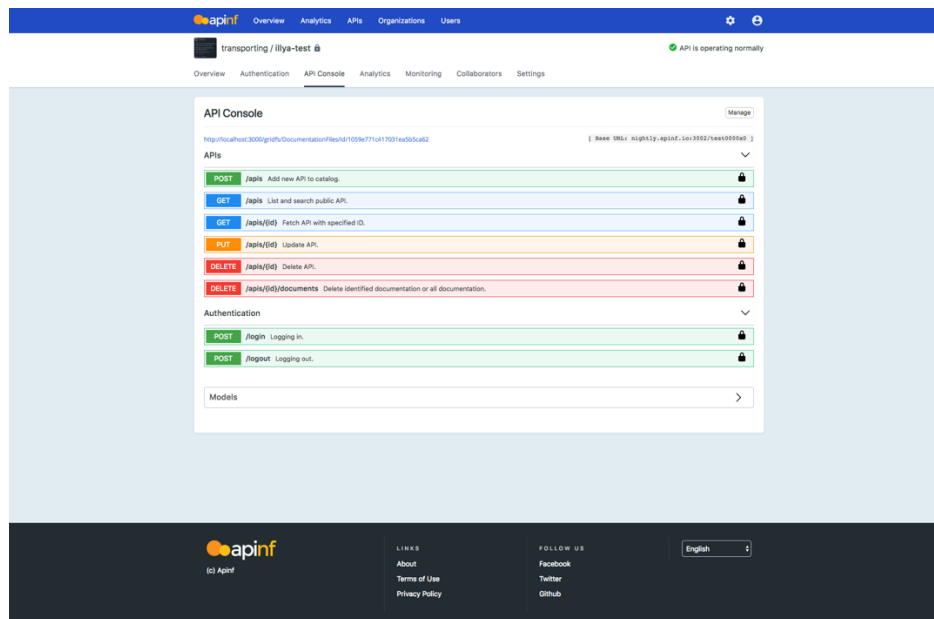 apinf Overview Analytics APIs Organizations Users
transporting / illya-test API is operating normally
Overview Authentication API Console Analytics Monitoring Collaborators Settings
API Console Manage
http://localhost:3000/gridfs/DocumentationFiles/id/1059e771c417031ea5b5ca62 [ Base URL: nightly.apinf.io:3002/test0000x0 ]
APIs
POST /apis Add new API to catalog.
GET /apis List and search public API.
GET /apis/{id} Fetch API with specified ID.
PUT /apis/{id} Update API.
DELETE /apis/{id} Delete API.
DELETE /apis/{id}/documents Delete identified documentation or all documentation.
Authentication
POST /login Logging in.
POST /logout Logging out.
Models
apinf LINKS FOLLOW US English
(c) Apinf About Facebook
Terms of Use Twitter
Privacy Policy Github